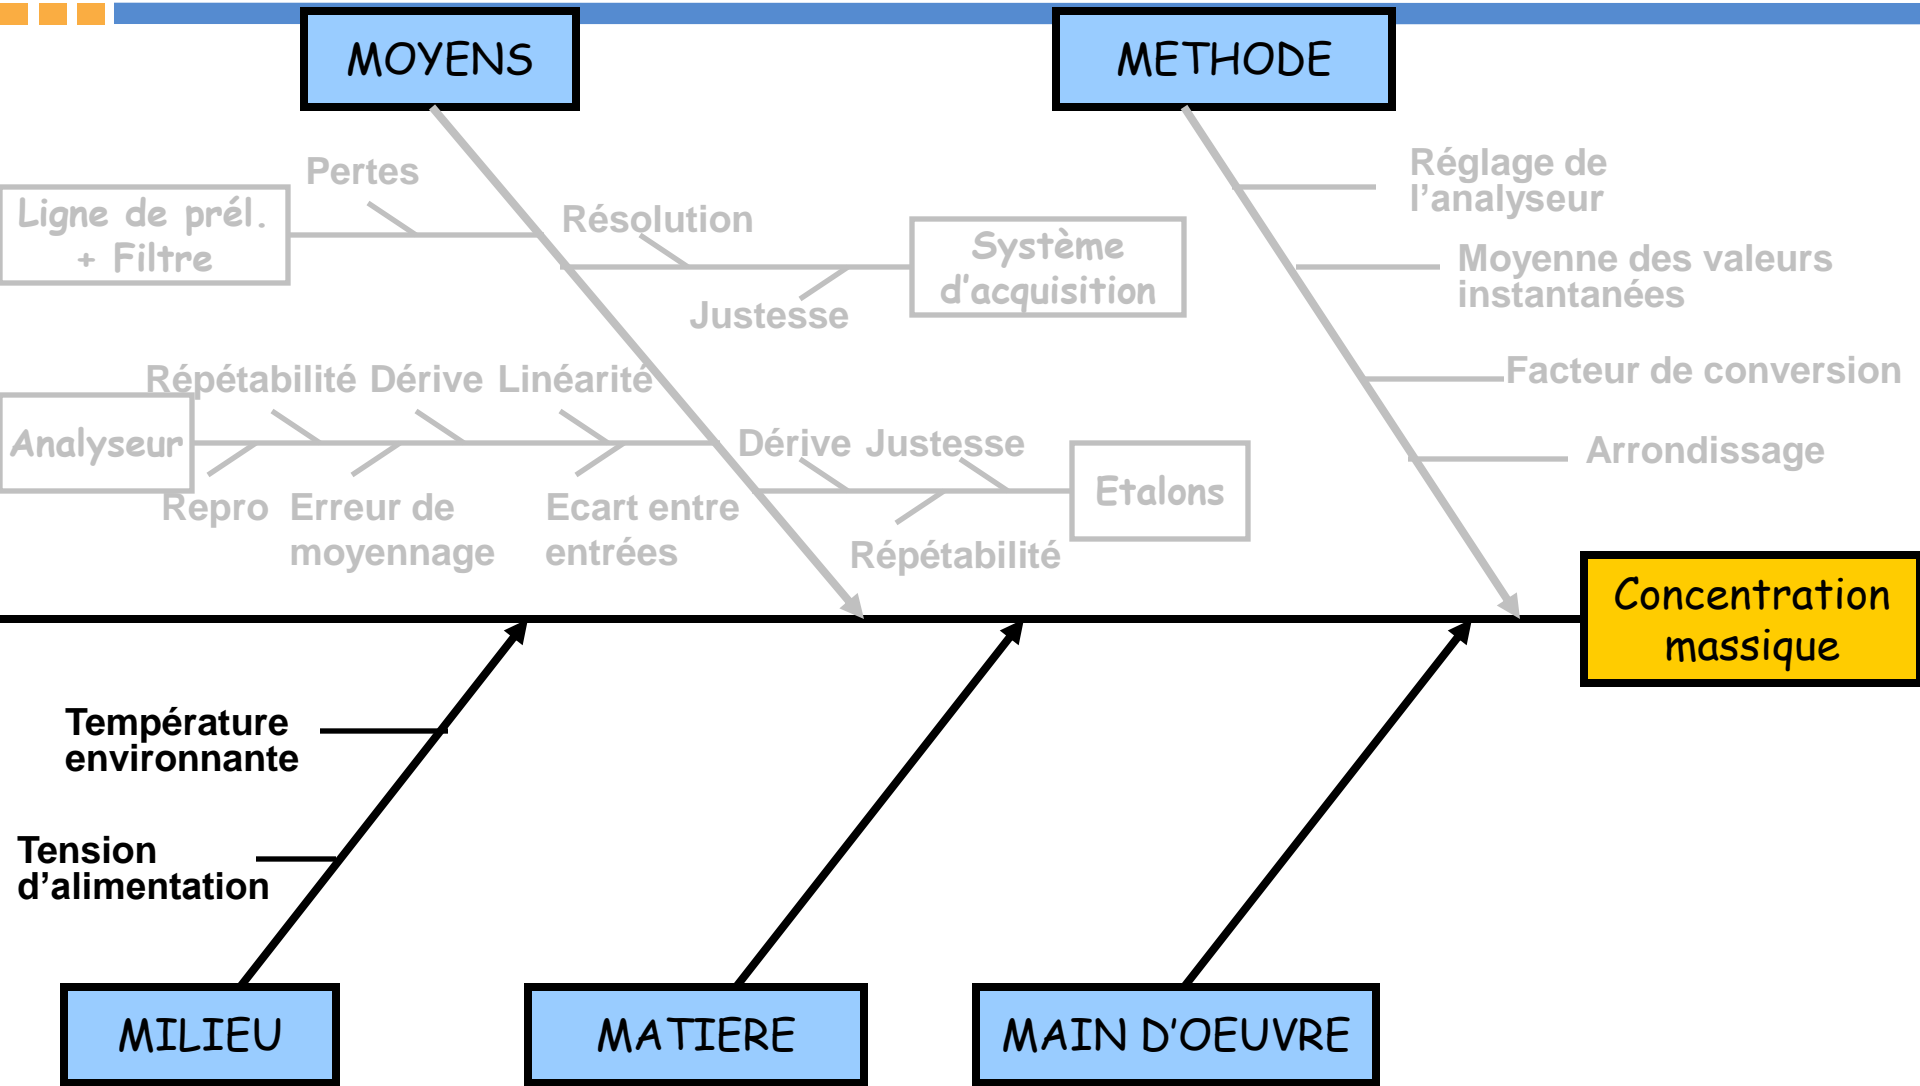 MOYENS
METHODE
Pertes
Ligne de prél.
+ Filtre
Résolution
Système
d'acquisition
Justesse
Réglage de
l’analyseur
Moyenne des valeurs
instantanées
Facteur de conversion
Arrondissage
Répétabilité Dérive Linéarité
Analyseur
Repro
Erreur de
moyennage
Ecart entre
entrées
Dérive Justesse
Etalons
Répétabilité
Concentration
massique
Température
environnante
Tension
d’alimentation
MILIEU
MATIERE
MAIN D'OEUVRE